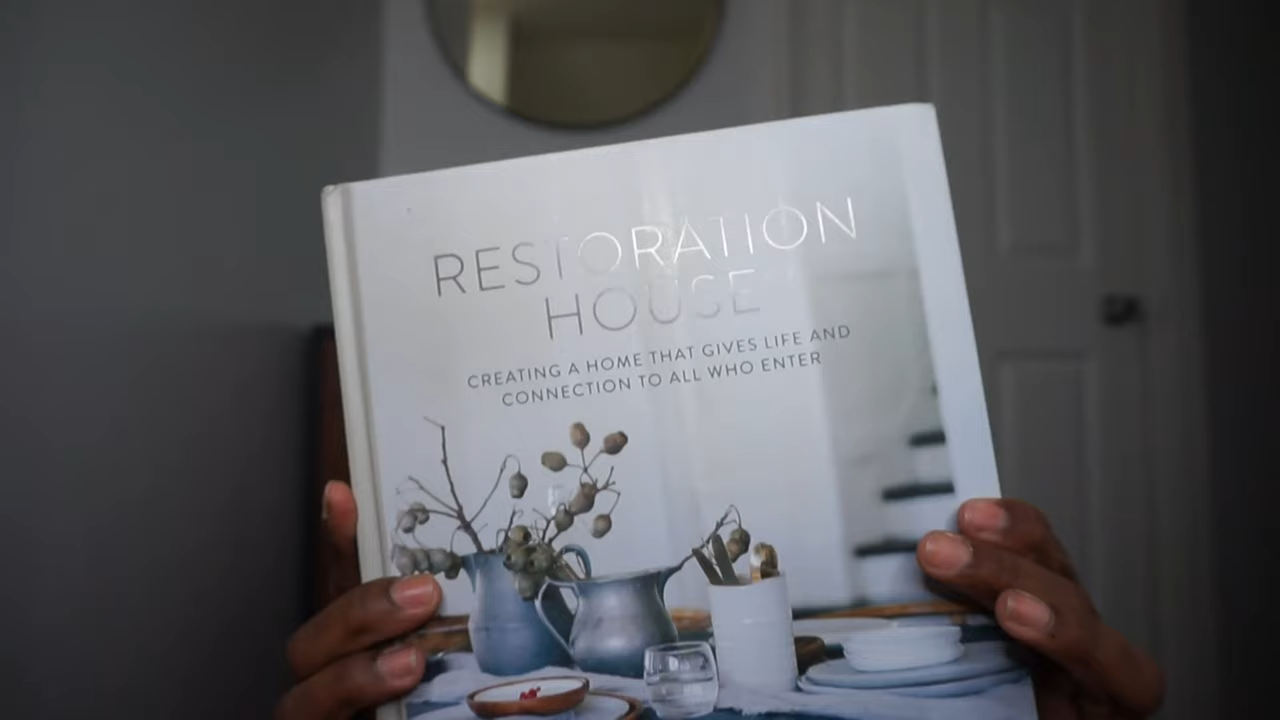 RESTORATION
HOUSE
CREATING A HOME THAT GIVES LIFE AND
CONNECTION TO ALL WHO ENTER